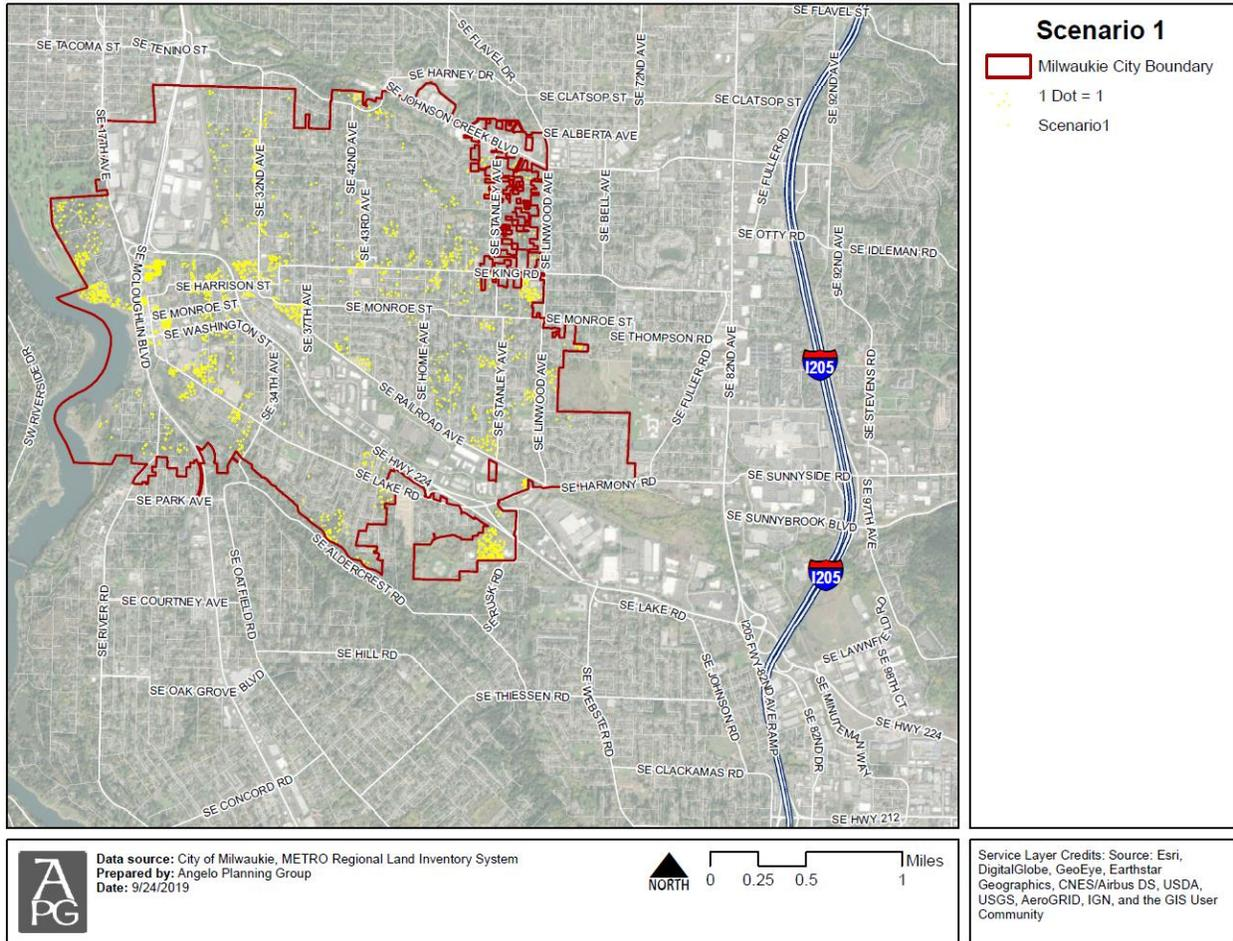 SE FLAVEL ST
SE TACOMA ST
SE TENINO ST
SE FLAVEL DR
SE 72ND AVE
SE 92ND AVE
SE HARNEY DR
SE CLATSOP ST
SE CLATSOP ST
SE JOHNSON CREEK BLVD
SE 17TH AVE
SE ALBERTA AVE
SE FULLER RD
SE 42ND AVE
SE 32ND AVE
SE STANLEY AVE
SE LINWOOD AVE
SE BELL AVE
SE 43RD AVE
SE OTTY RD
SE 92ND AVE
SE IDLEMAN RD
SE KING RD
SE MCLOUGHLIN BLVD
SE HARRISON ST
SE MONROE ST
SE MONROE ST
SE MONROE ST
SE WASHINGTON ST
SE 37TH AVE
SE THOMPSON RD
SE HOME AVE
SE 82ND AVE
SE FULLER RD
I205
SE STEVENS RD
SW RIVERSIDE DR
SE 34TH AVE
SE STANLEY AVE
SE LINWOOD AVE
SE RAILROAD AVE
SE HWY 224
SE LAKE RD
SE HARMONY RD
SE SUNNYSIDE RD
SE PARK AVE
SE SUNNYBROOK BLVD
SE 97TH AVE
I205
SE ALDERCREST RD
SE OATFIELD RD
SE RUSK RD
SE RIVER RD
SE COURTNEY AVE
SE LAKE RD
SE LAWNFIELD RD
SE 98TH CT
SE HILL RD
SE JOHNSON RD
I205 FWY-82ND AVE RAMP
SE OAK GROVE BLVD
SE THIESSEN RD
SE WEBSTER RD
SE MINUTEMAN WAY
SE 82ND DR
SE HWY 224
SE CLACKAMAS RD
SE CONCORD RD
SE HWY 212
Scenario 1
Milwaukie City Boundary
1 Dot = 1
Scenario1
APG
Data source: City of Milwaukie, METRO Regional Land Inventory System
Prepared by: Angelo Planning Group
Date: 9/24/2019
NORTH
Miles
0 0.25 0.5 1
Service Layer Credits: Source: Esri,
DigitalGlobe, GeoEye, Earthstar
Geographics, CNES/Airbus DS, USDA,
USGS, AeroGRID, IGN, and the GIS User
Community